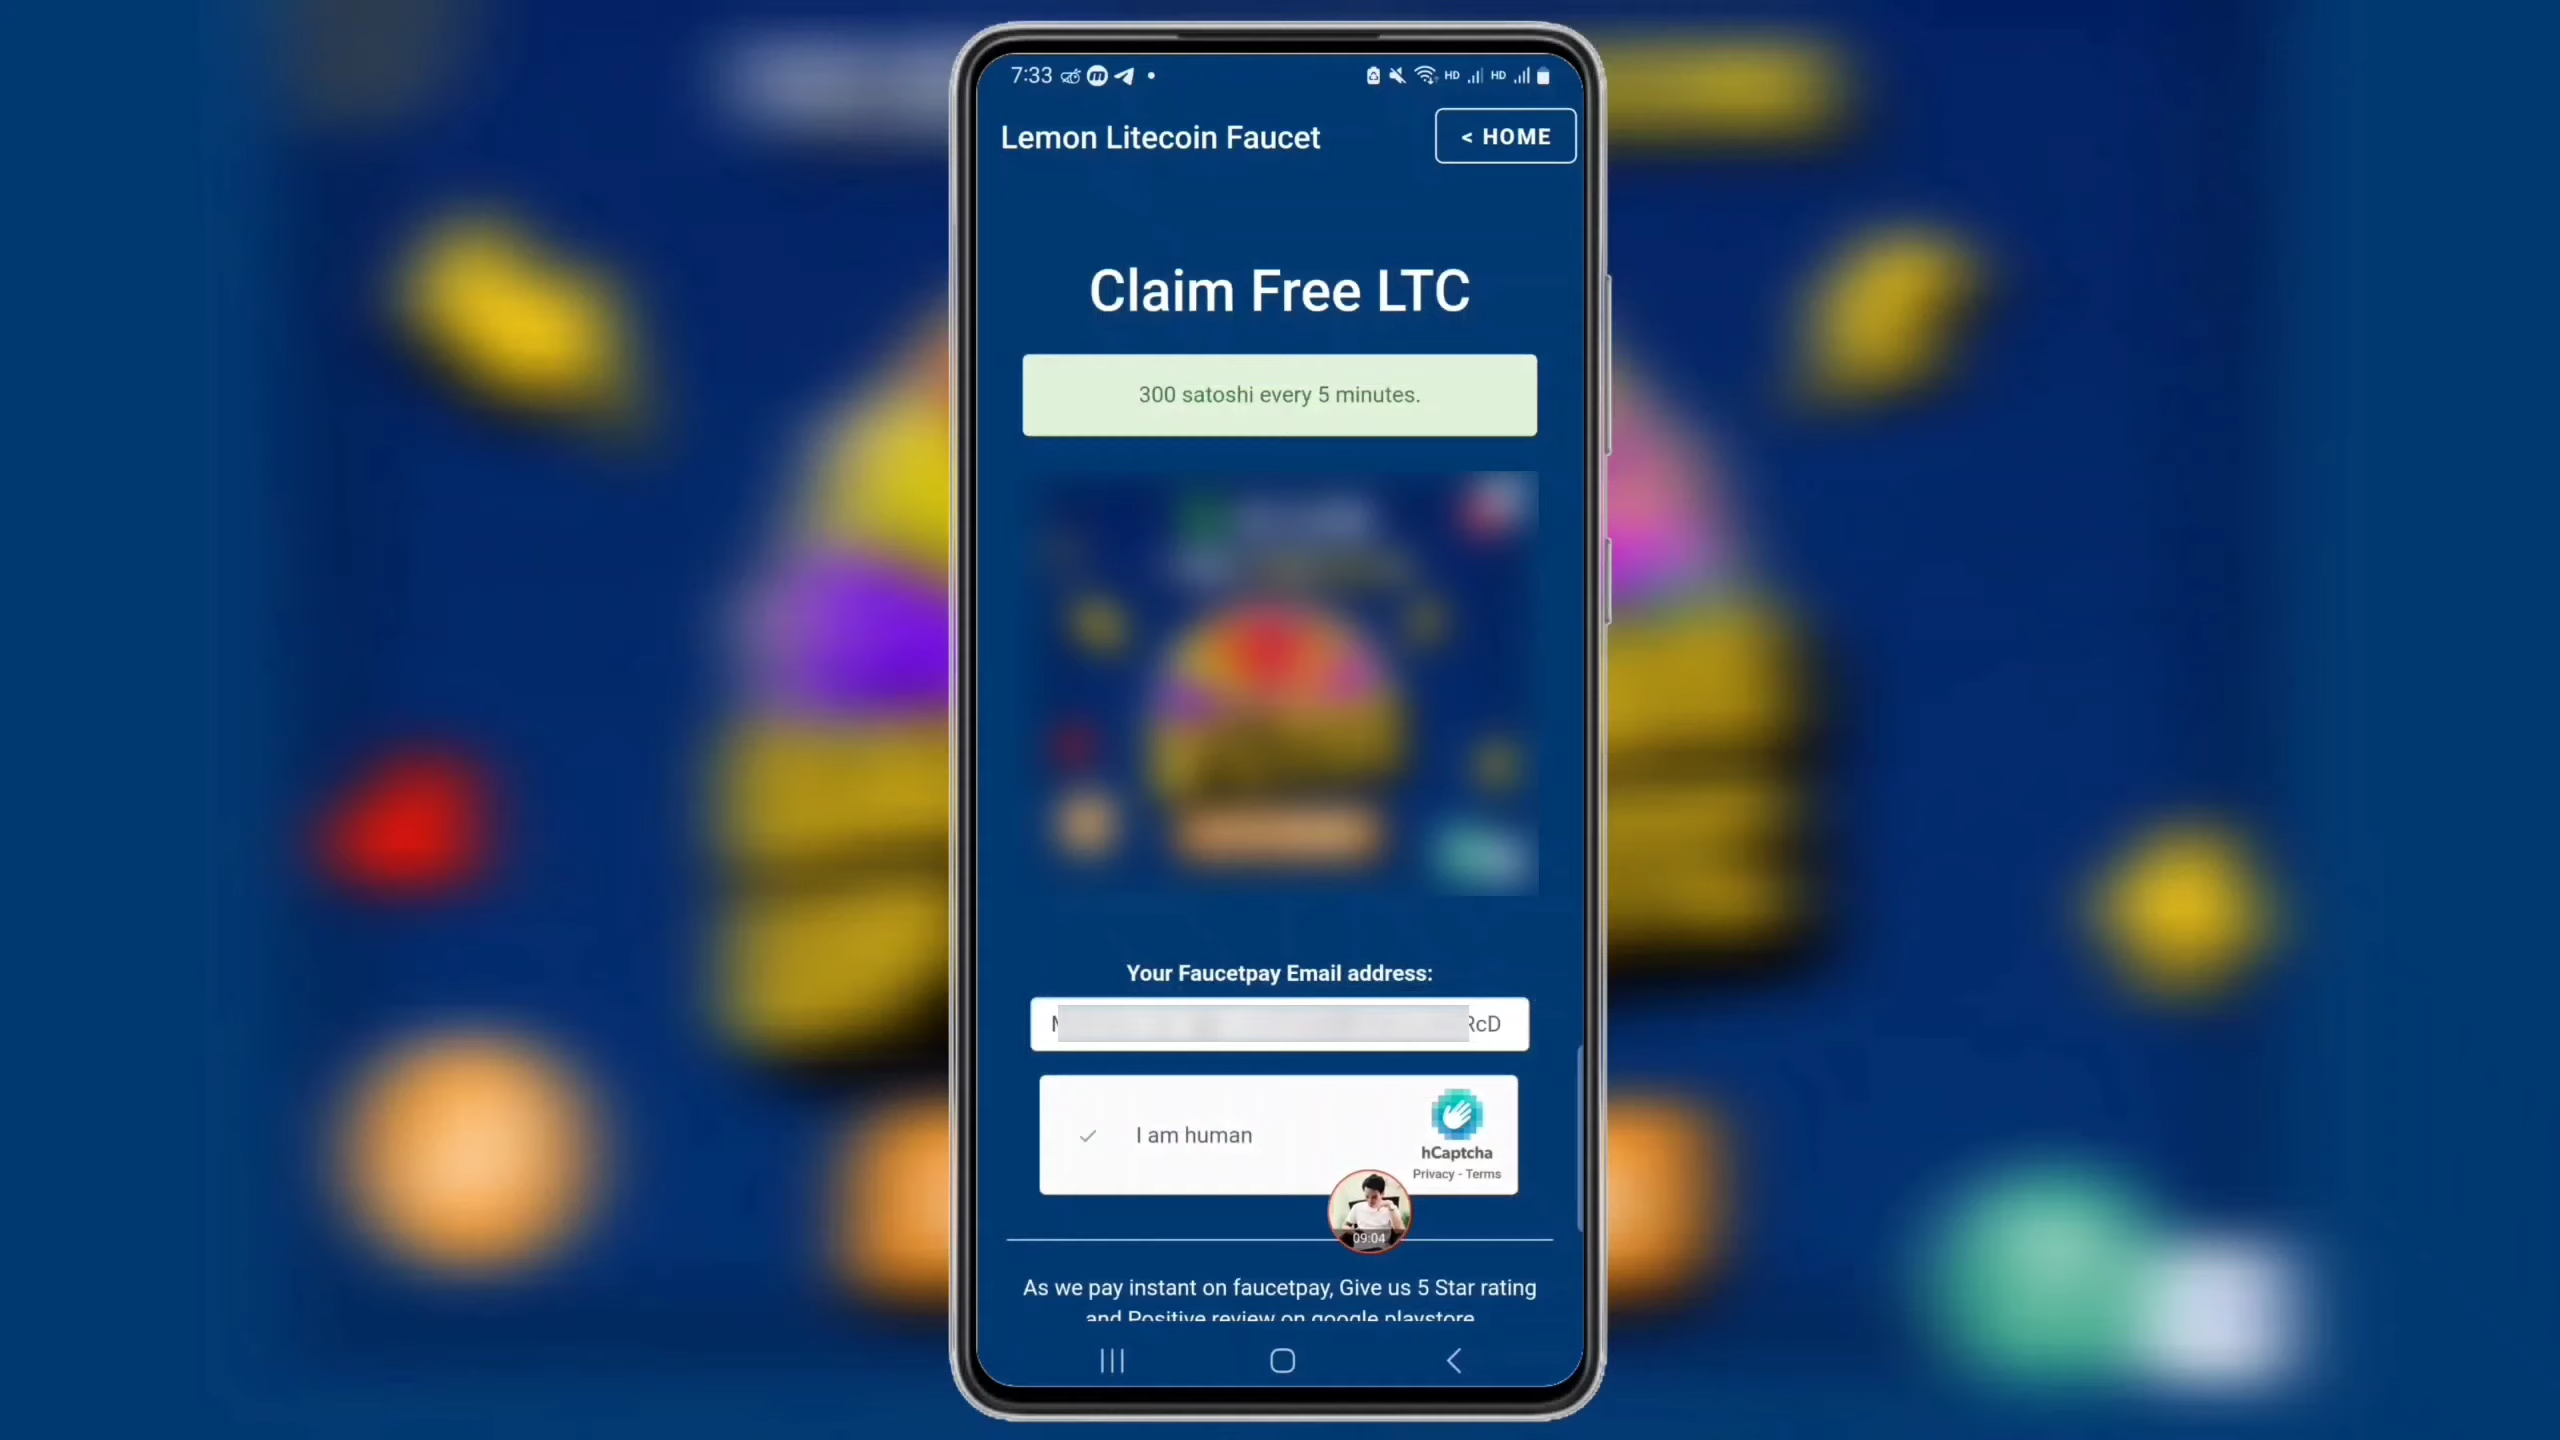 7:33
HD HD
Lemon Litecoin Faucet
< HOME
Claim Free LTC
300 satoshi every 5 minutes.
Your Faucetpay Email address:
RcD
I am human
hCaptcha
Privacy - Terms
09:04
As we pay instant on faucetpay, Give us 5 Star rating
and Positive review on google playstore